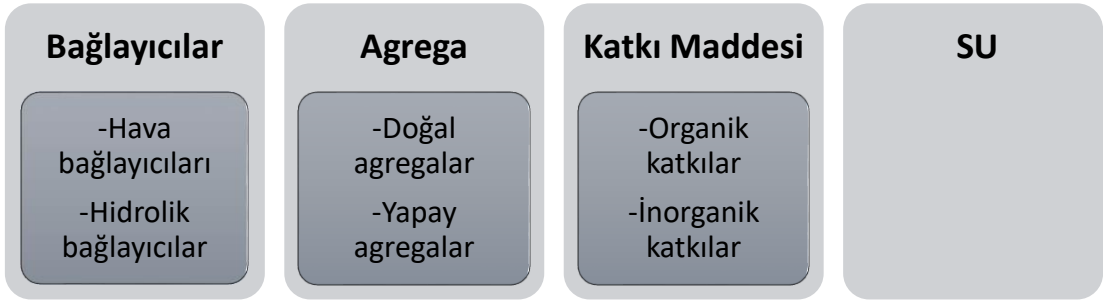 Bağlayıcılar
-Hava
bağlayıcıları
-Hidrolik
bağlayıcılar
Agrega
-Doğal
agregalar
-Yapay
agregalar
Katkı Maddesi
-Organik
katkılar
-İnorganik
katkılar
SU